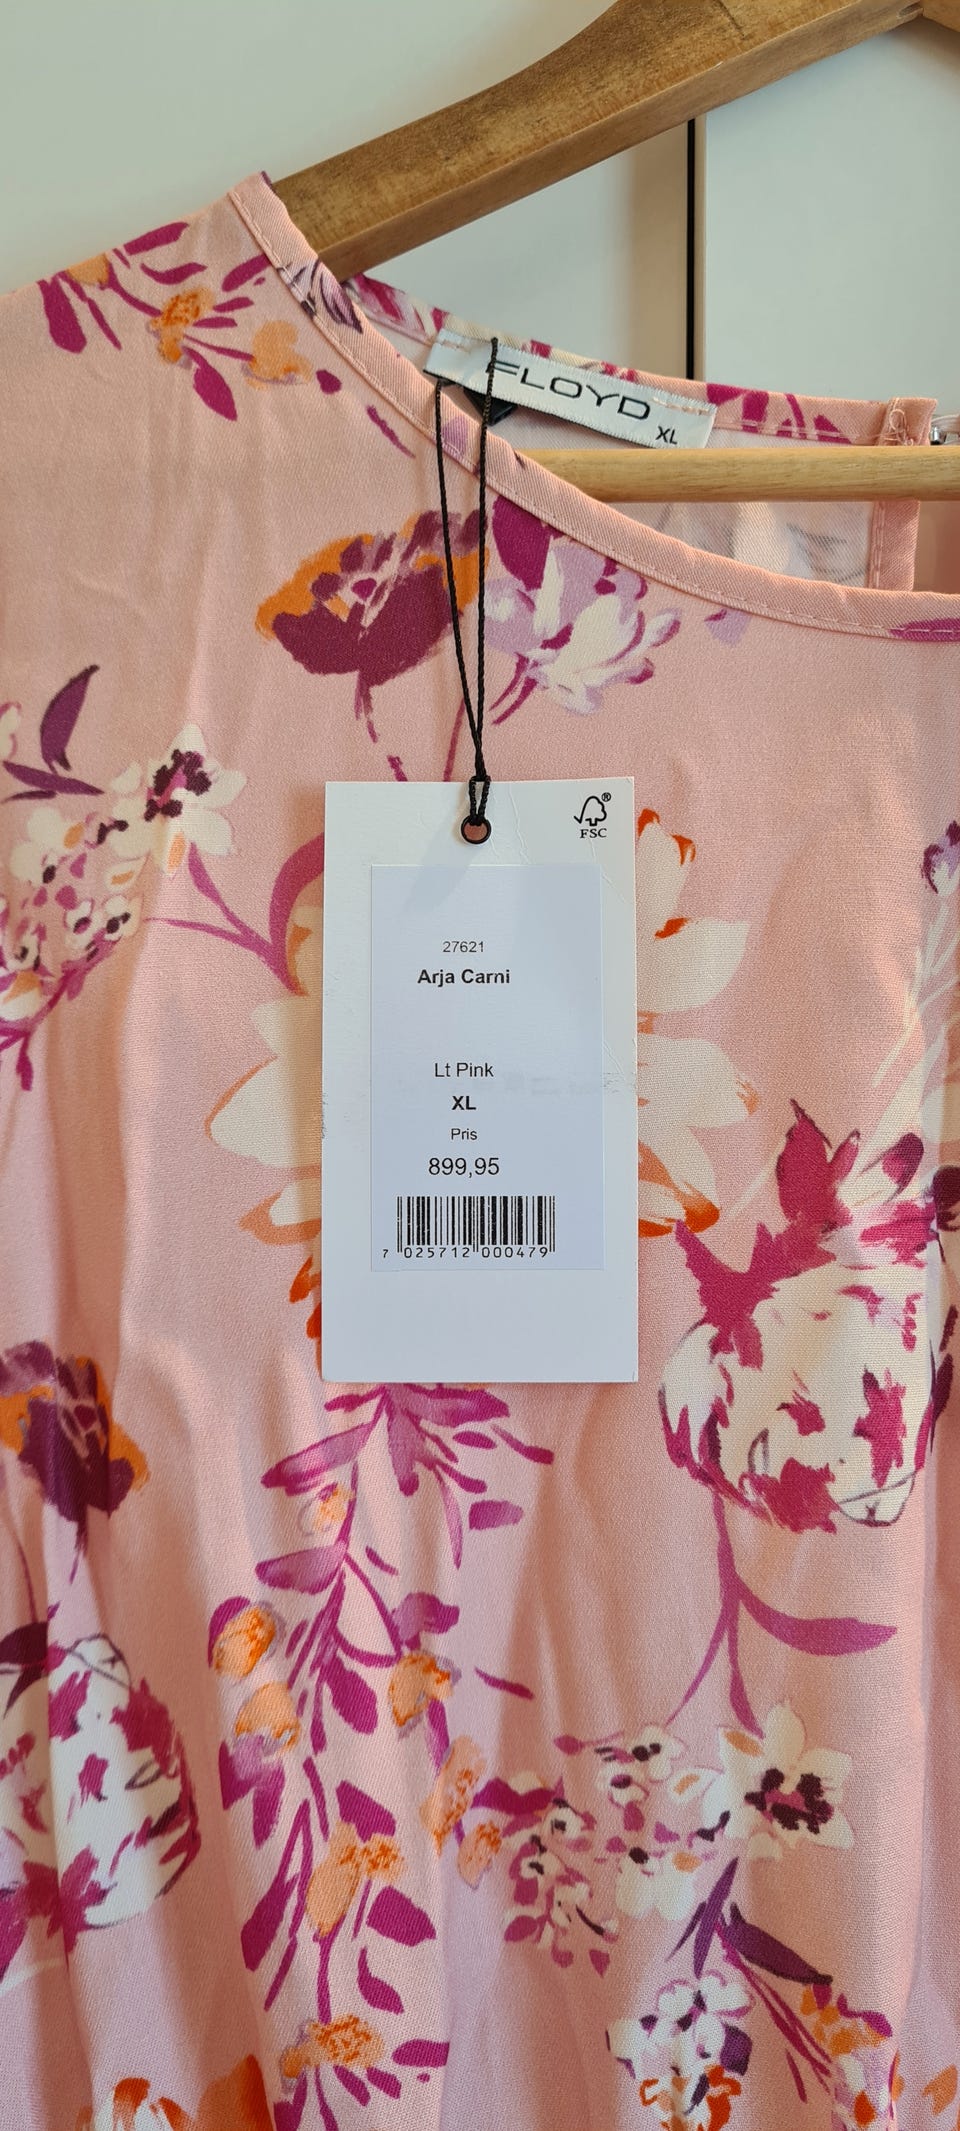 FLOYD
XL
®
FSC
27621
Arja Carni
Lt Pink
XL
Pris
899,95
7 025712 000479